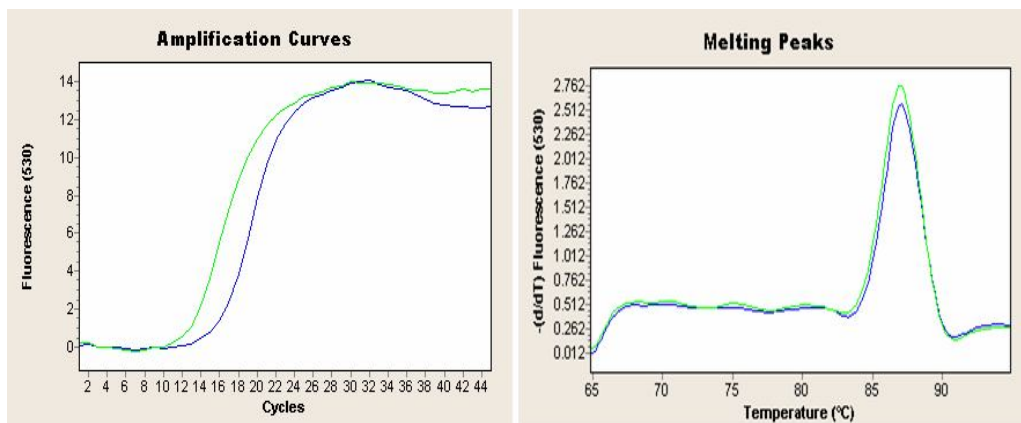 Amplification Curves
Fluorescence (530)
14
12
10
8
6
4
2
0
2 4 6 8 10 12 14 16 18 20 22 24 26 28 30 32 34 36 38 40 42 44
Cycles
Melting Peaks
-(d/dT) Fluorescence (530)
2.762
2.512
2.262
2.012
1.762
1.512
1.262
1.012
0.762
0.512
0.262
0.012
65 70 75 80 85 90
Temperature (°C)